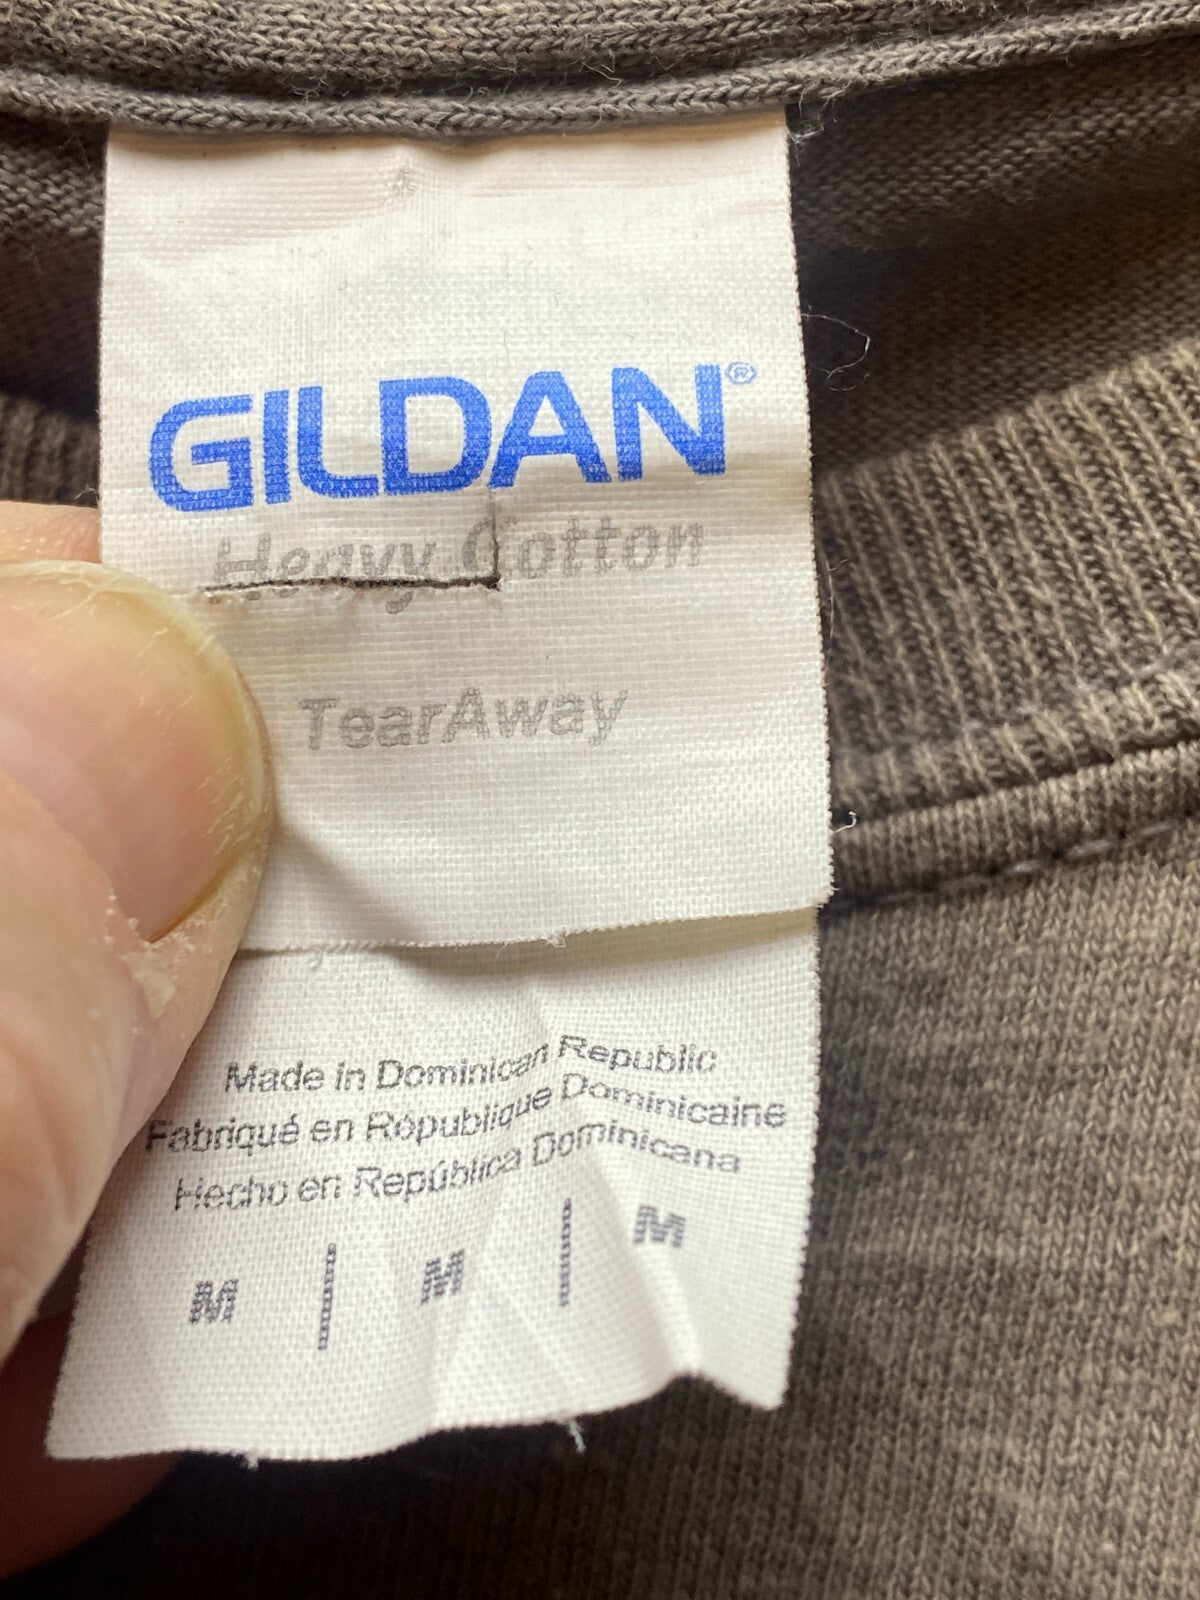 GILDAN®
Heavy Cotton
TearAway
Made in Dominican Republic
Fabriqué en République Dominicaine
Hecho en República Dominicana
M | M | M